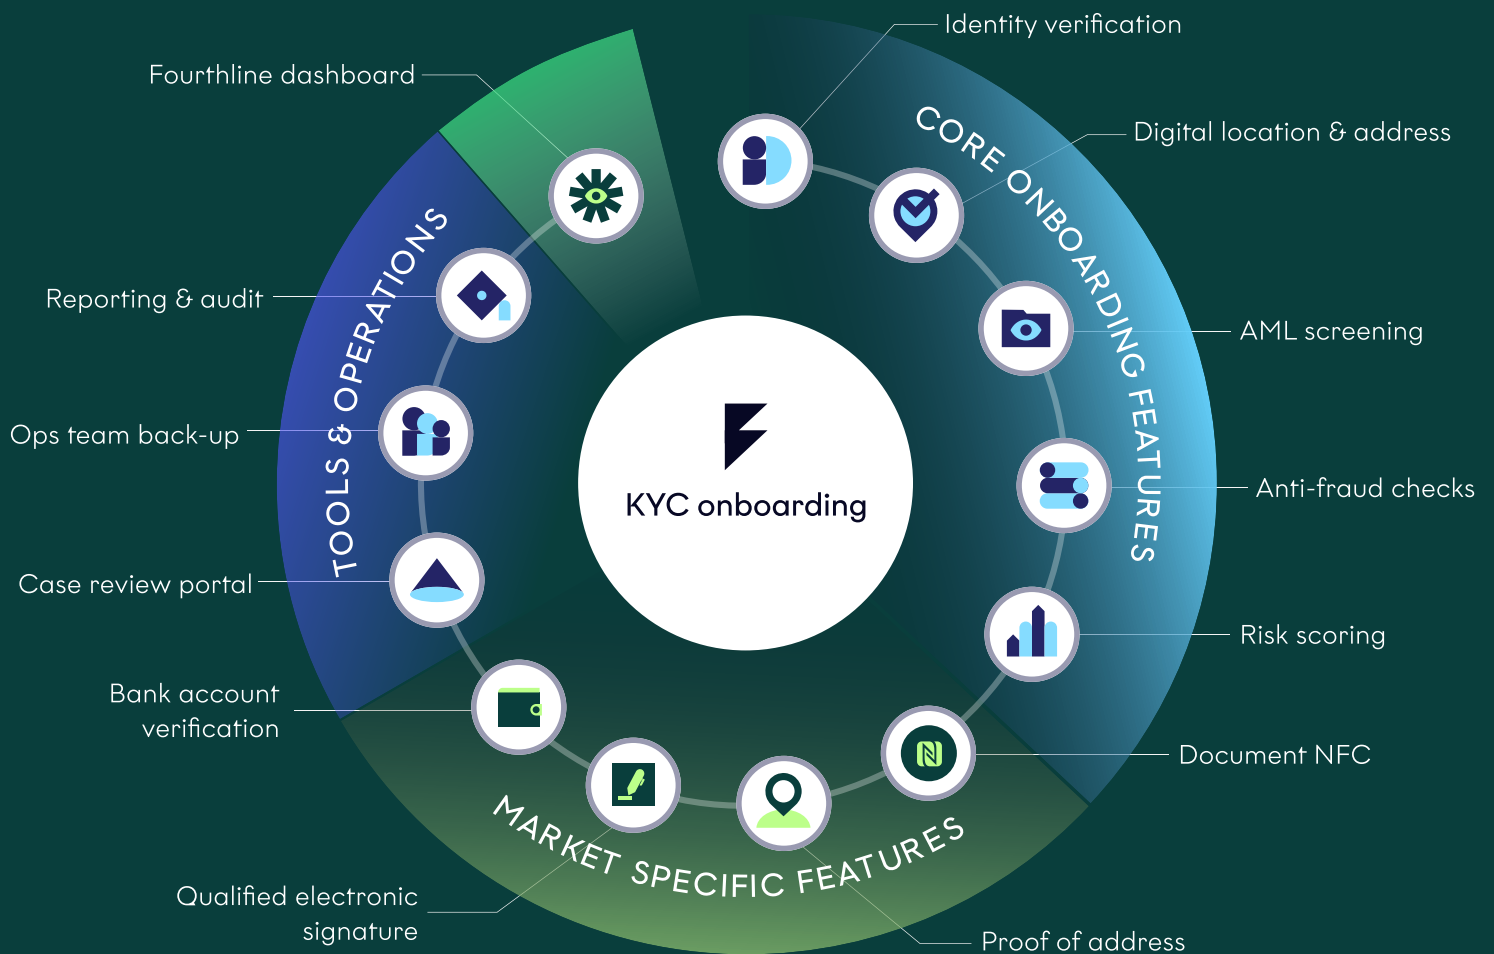 Identity verification
Fourthline dashboard
CORE ONBOARDING FEATURES
Digital location & address
TOOLS & OPERATIONS
Reporting & audit
AML screening
Ops team back-up
KYC onboarding
Anti-fraud checks
Case review portal
Risk scoring
Bank account
verification
Document NFC
MARKET SPECIFIC FEATURES
Qualified electronic
signature
Proof of address